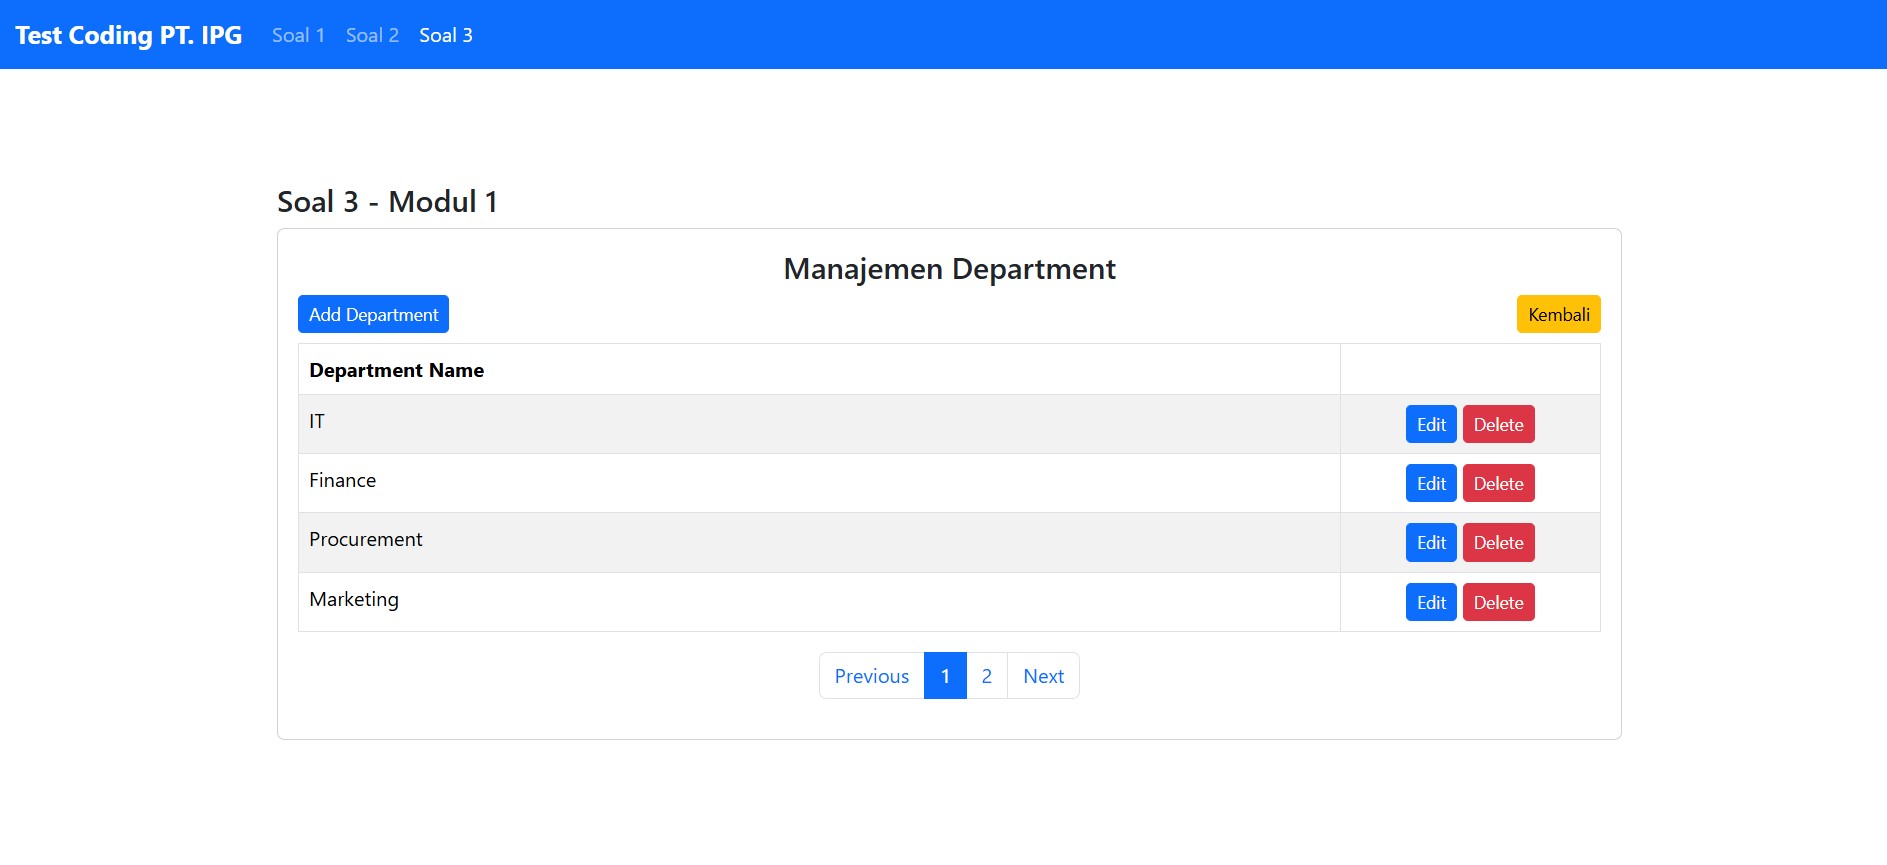 Test Coding PT. IPG Soal 1 Soal 2 Soal 3
Soal 3 - Modul 1
Manajemen Department
Add Department Kembali
Department Name
IT Edit Delete
Finance Edit Delete
Procurement Edit Delete
Marketing Edit Delete
Previous 1 2 Next